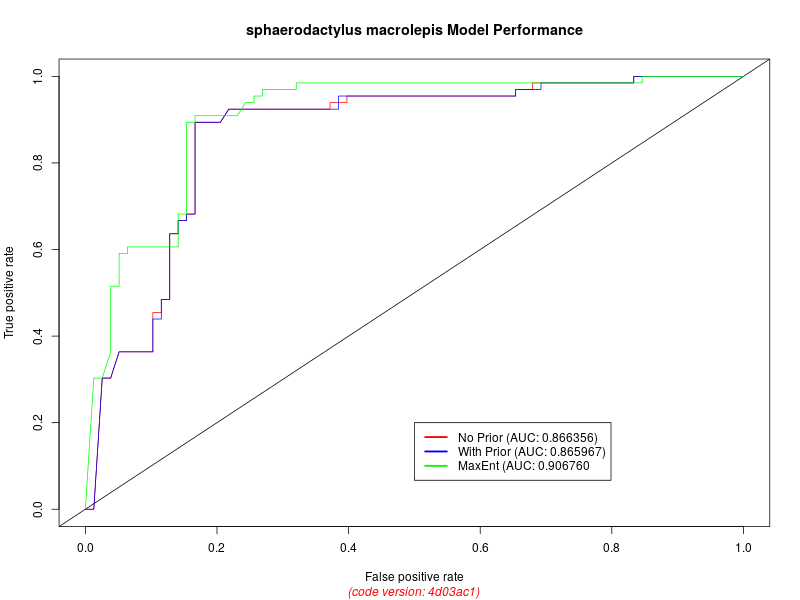 sphaerodactylus macrolepis Model Performance
True positive rate
1.0
0.8
0.6
0.4
0.2
0.0
No Prior (AUC: 0.866356)
With Prior (AUC: 0.865967)
MaxEnt (AUC: 0.906760
0.0 0.2 0.4 0.6 0.8 1.0
False positive rate
(code version: 4d03ac1)